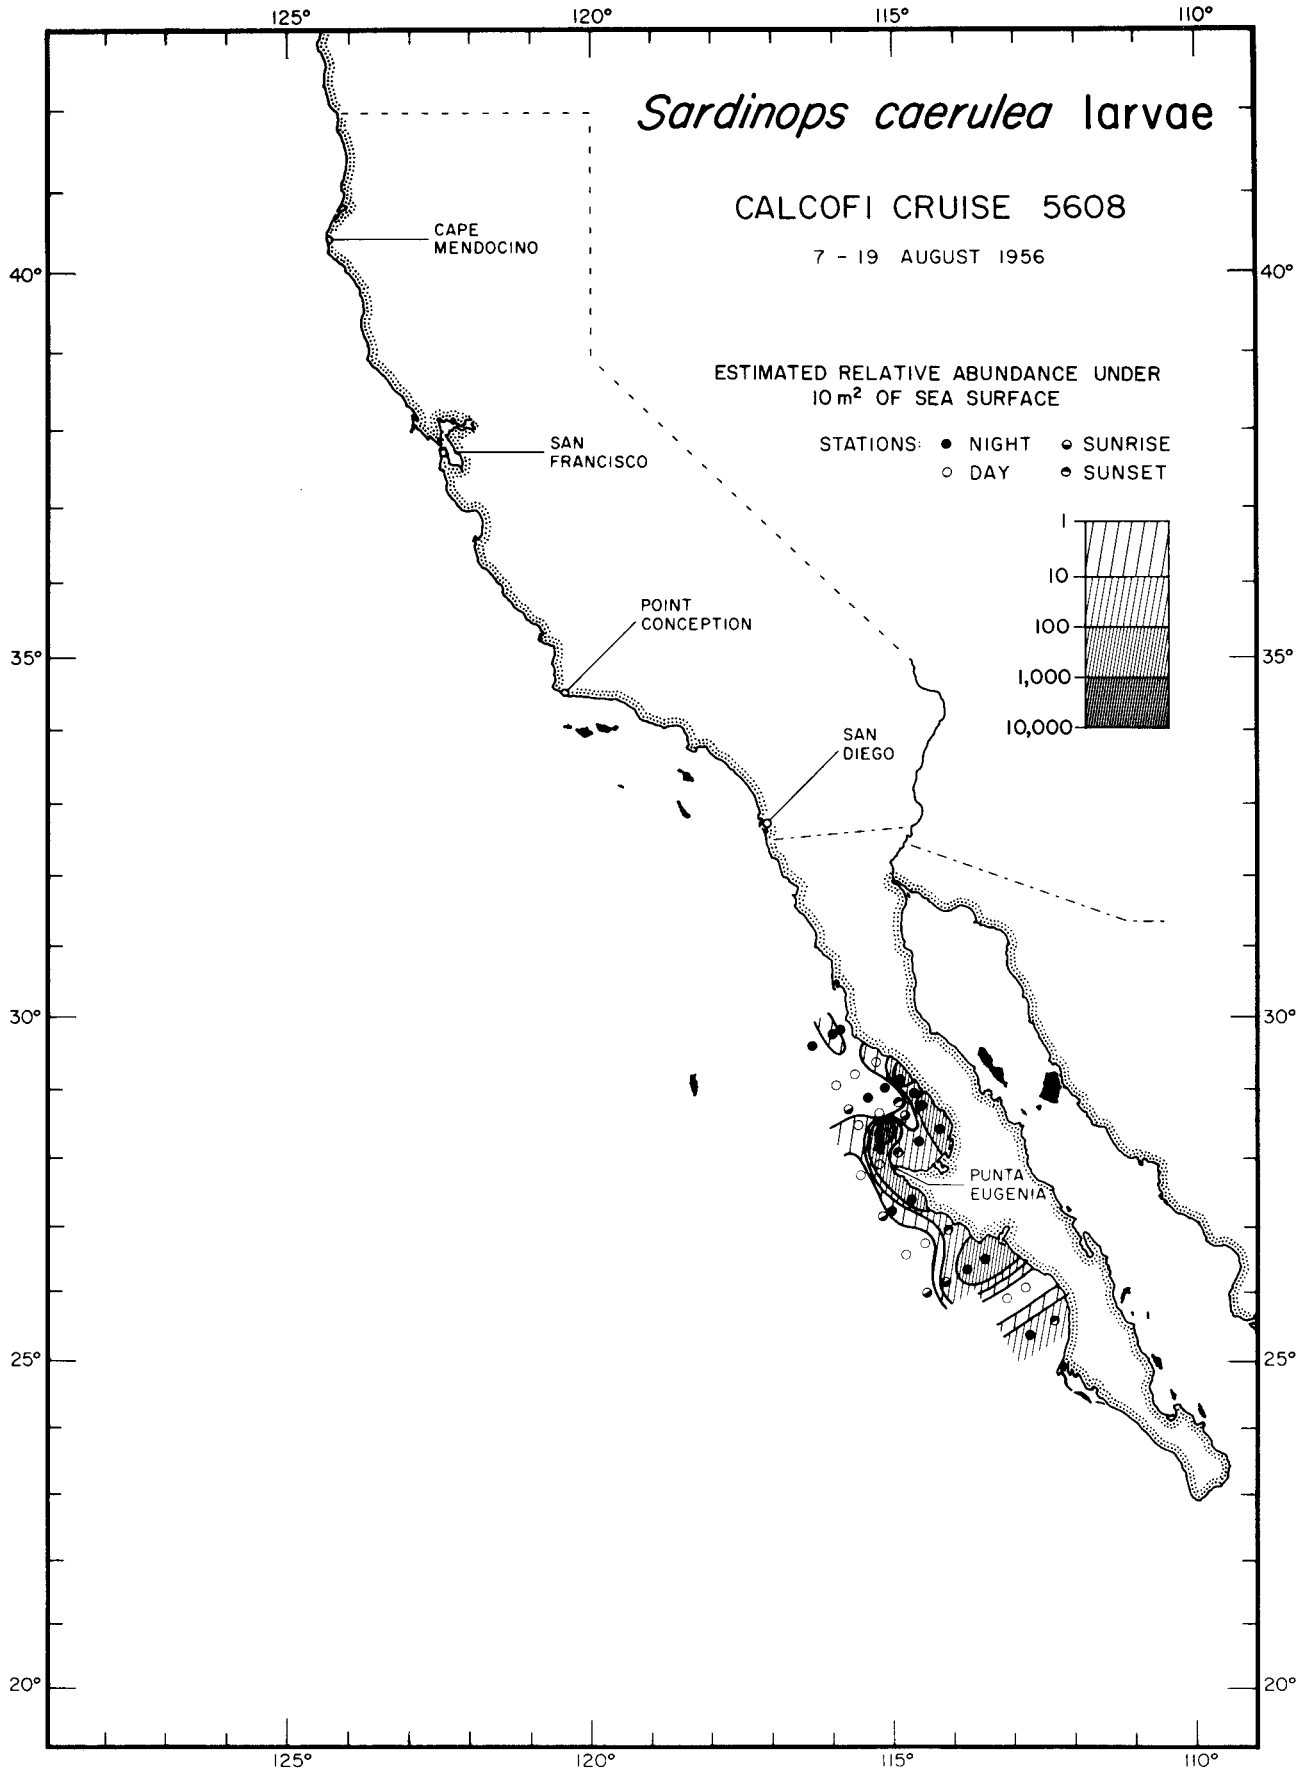 125° 120° 115° 110°
Sardinops caerulea larvae
CALCOFI CRUISE 5608
7 - 19 AUGUST 1956
CAPE
MENDOCINO
40° 40°
ESTIMATED RELATIVE ABUNDANCE UNDER
10 m² OF SEA SURFACE
STATIONS: ● NIGHT ◒ SUNRISE
○ DAY ◓ SUNSET
SAN
FRANCISCO
1
10
100
1,000
10,000
POINT
CONCEPTION
35° 35°
SAN
DIEGO
30° 30°
PUNTA
EUGENIA
25° 25°
20° 20°
125° 120° 115° 110°